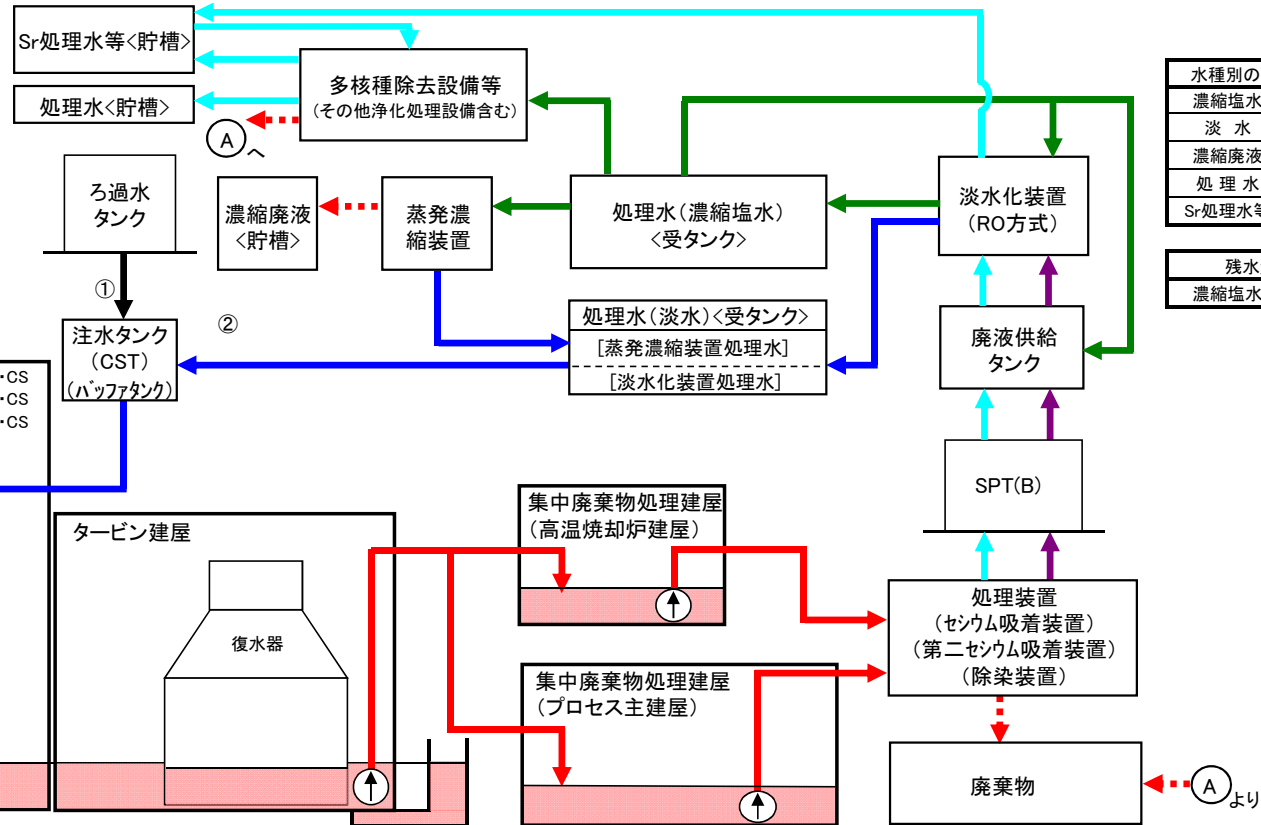 Sr処理水等<貯槽>
処理水<貯槽>
多核種除去設備等
(その他浄化処理設備含む)
A
へ
ろ過水
タンク
濃縮廃液
<貯槽>
蒸発濃
縮装置
処理水(濃縮塩水)
<受タンク>
淡水化装置
(RO方式)
水種別の
濃縮塩水
淡 水
濃縮廃液
処 理 水
Sr処理水等
残水
濃縮塩水
①
②
注水タンク
(CST)
(バッファタンク)
処理水(淡水)<受タンク>
[蒸発濃縮装置処理水]
[淡水化装置処理水]
廃液供給
タンク
・CS
・CS
・CS
SPT(B)
タービン建屋
復水器
集中廃棄物処理建屋
(高温焼却炉建屋)
集中廃棄物処理建屋
(プロセス主建屋)
処理装置
(セシウム吸着装置)
(第二セシウム吸着装置)
(除染装置)
廃棄物
A
より